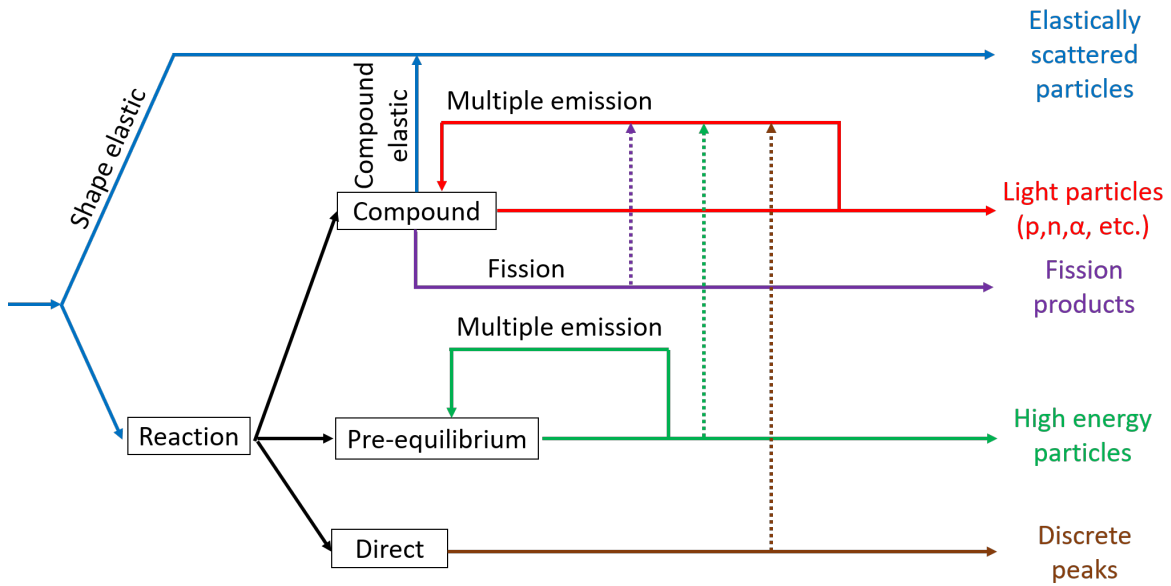 Elastically
scattered
particles
Shape elastic
Compound
elastic
Multiple emission
Compound
Light particles
(p,n,α, etc.)
Fission
Fission
products
Multiple emission
Reaction
Pre-equilibrium
High energy
particles
Direct
Discrete
peaks